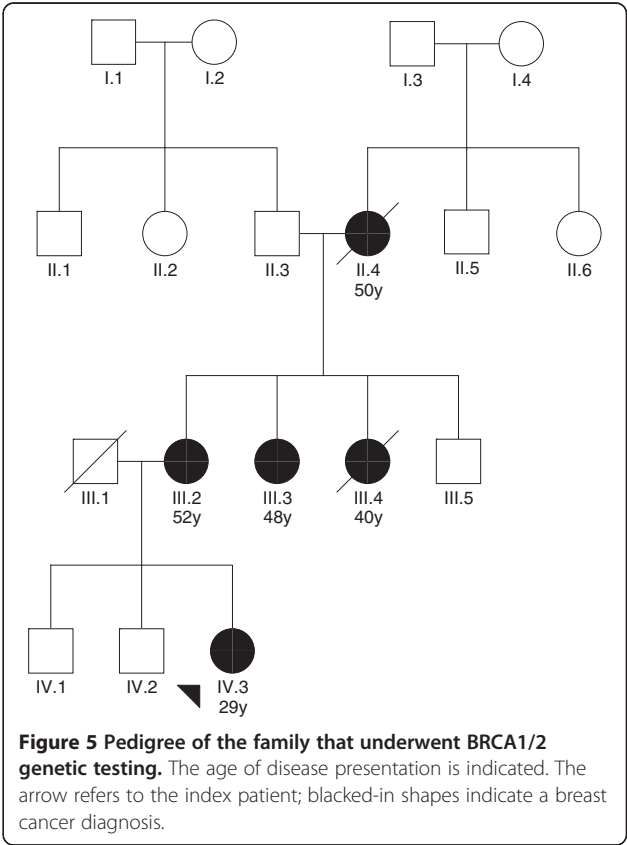 I.1 I.2 I.3 I.4
II.1 II.2 II.3 II.4 II.5 II.6
50y
III.1 III.2 III.3 III.4 III.5
52y 48y 40y
IV.1 IV.2 IV.3
29y
Figure 5 Pedigree of the family that underwent BRCA1/2
genetic testing. The age of disease presentation is indicated. The
arrow refers to the index patient; blacked-in shapes indicate a breast
cancer diagnosis.